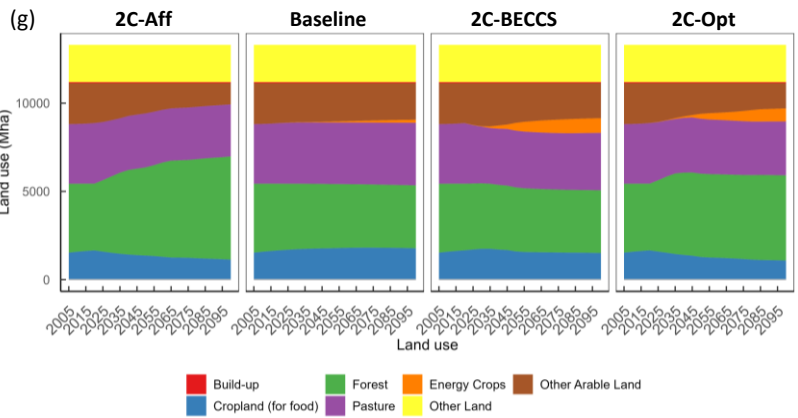 (g) 2C-Aff Baseline 2C-BECCS 2C-Opt
Land use (Mha)
10000
5000
0
2005 2015 2025 2035 2045 2055 2065 2075 2085 2095 2005 2015 2025 2035 2045 2055 2065 2075 2085 2095 2005 2015 2025 2035 2045 2055 2065 2075 2085 2095 2005 2015 2025 2035 2045 2055 2065 2075 2085 2095
Land use
Build-up Forest Energy Crops Other Arable Land
Cropland (for food) Pasture Other Land